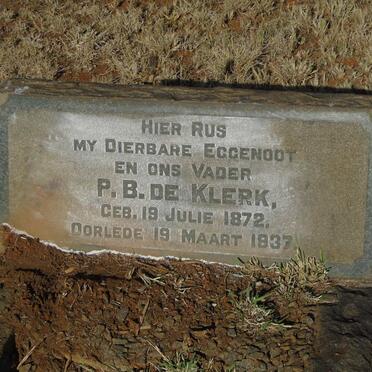 HIER RUS
MY DIERBARE EGGENOOT
EN ONS VADER
P. B. DE KLERK,
GEB. 19 JULIE 1872,
OORLEDE 19 MAART 1937